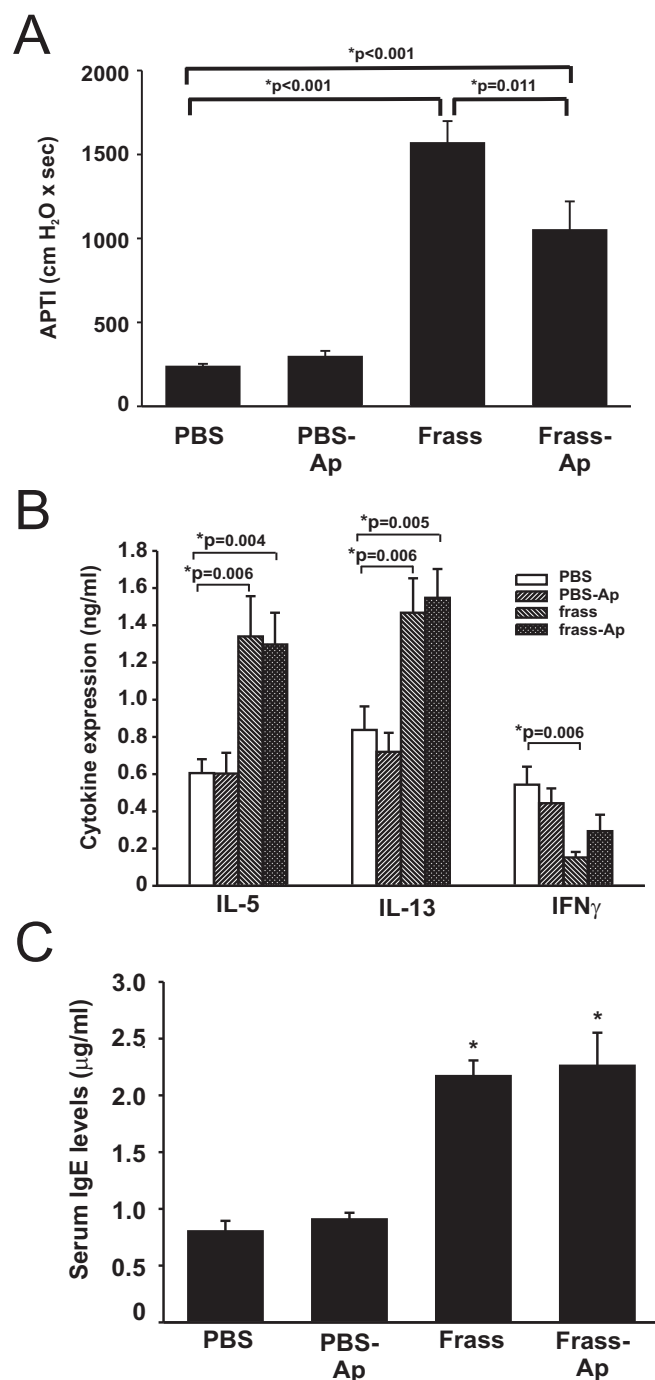 A
*p<0.001
*p<0.001
*p=0.011
2000
1500
1000
500
0
APTI (cm H₂O x sec)
PBS
PBS-
Ap
Frass
Frass-
Ap
B
*p=0.004
*p=0.006
*p=0.005
*p=0.006
*p=0.006
1.8
1.6
1.4
1.2
1.0
0.8
0.6
0.4
0.2
0
Cytokine expression (ng/ml)
PBS
PBS-Ap
frass
frass-Ap
IL-5
IL-13
IFNγ
C
3.0
2.5
2.0
1.5
1.0
0.5
0
Serum IgE levels (μg/ml)
*
*
PBS
PBS-
Ap
Frass
Frass-
Ap